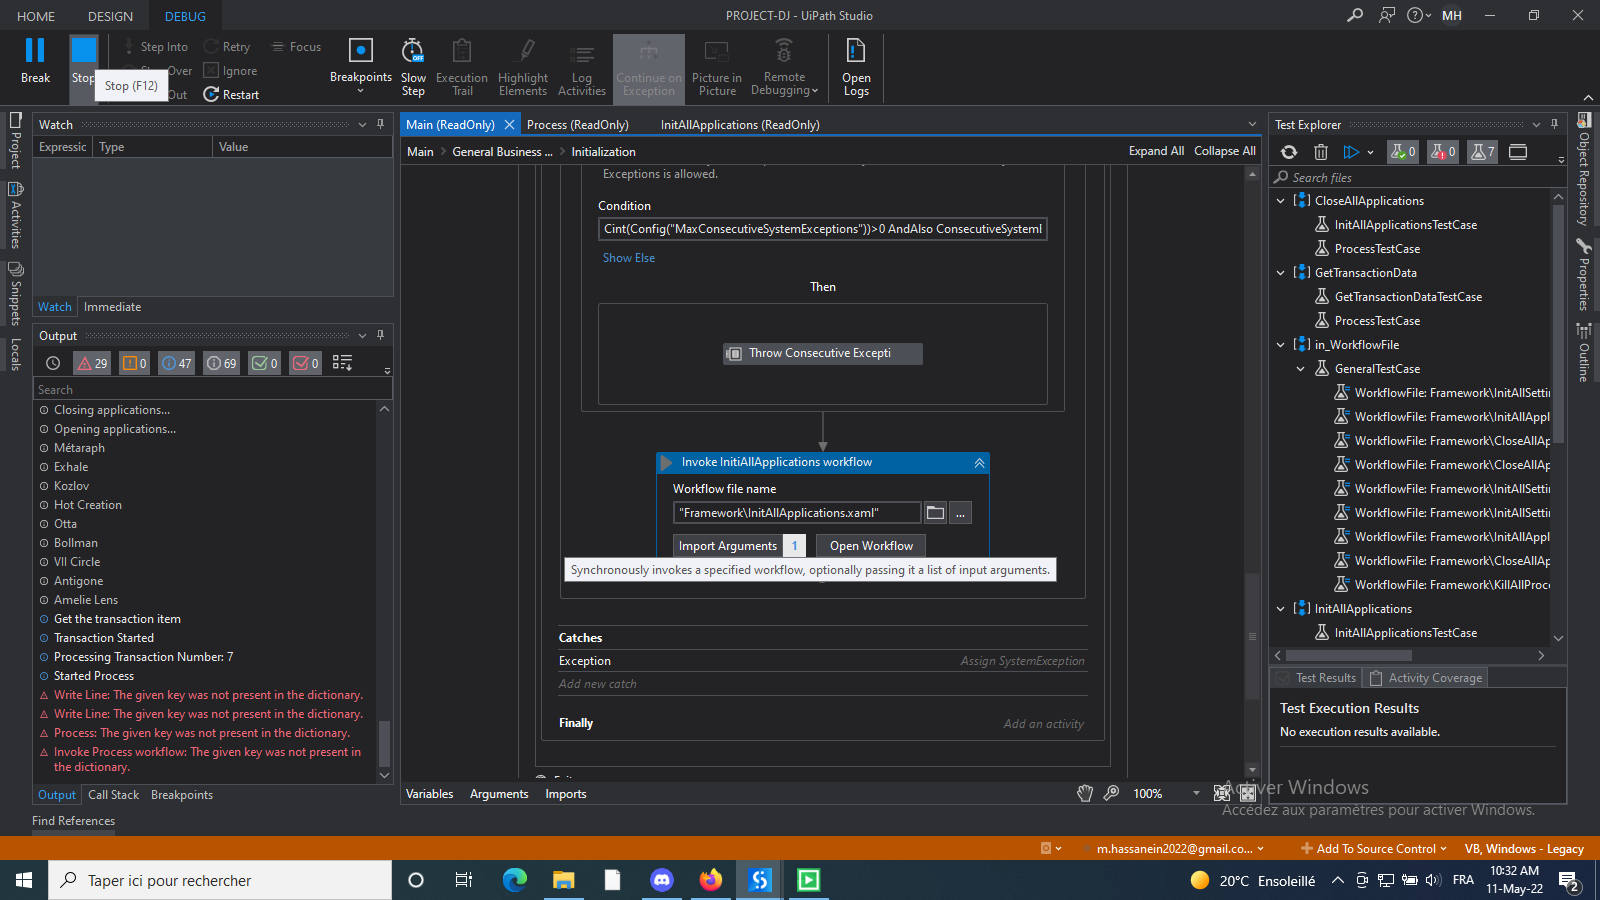 HOME DESIGN DEBUG PROJECT-DJ - UiPath Studio MH
Break Stop Step Into Retry Focus
Over Ignore
Out Restart
Stop (F12)
Breakpoints Slow Step Execution Trail Highlight Elements Log Activities Continue on Exception Picture in Picture Remote Debugging Open Logs
Project
Activities
Snippets
Locals
Watch
Expressic Type Value
Watch Immediate
Output
29 0 47 69 0 0
Search
Closing applications...
Opening applications...
Métaraph
Exhale
Kozlov
Hot Creation
Otta
Bollman
VII Circle
Antigone
Amelie Lens
Get the transaction item
Transaction Started
Processing Transaction Number: 7
Started Process
Write Line: The given key was not present in the dictionary.
Write Line: The given key was not present in the dictionary.
Process: The given key was not present in the dictionary.
Invoke Process workflow: The given key was not present in
the dictionary.
Output Call Stack Breakpoints
Find References
Main (ReadOnly) Process (ReadOnly) InitAllApplications (ReadOnly)
Main General Business ... Initialization Expand All Collapse All
Exceptions is allowed.
Condition
Cint(Config("MaxConsecutiveSystemExceptions"))>0 AndAlso ConsecutiveSystemE
Show Else
Then
Throw Consecutive Excepti
Invoke InitiAllApplications workflow
Workflow file name
"Framework\InitAllApplications.xaml" ...
Import Arguments 1 Open Workflow
Synchronously invokes a specified workflow, optionally passing it a list of input arguments.
Catches
Exception Assign SystemException
Add new catch
Finally Add an activity
Variables Arguments Imports 100%
Test Explorer
0 0 7
Search files
CloseAllApplications
InitAllApplicationsTestCase
ProcessTestCase
GetTransactionData
GetTransactionDataTestCase
ProcessTestCase
in_WorkflowFile
GeneralTestCase
WorkflowFile: Framework\InitAllSettin
WorkflowFile: Framework\InitAllAppl
WorkflowFile: Framework\CloseAllAp
WorkflowFile: Framework\CloseAllAp
WorkflowFile: Framework\InitAllSettin
WorkflowFile: Framework\InitAllSettin
WorkflowFile: Framework\InitAllAppl
WorkflowFile: Framework\CloseAllAp
WorkflowFile: Framework\KillAllProce
InitAllApplications
InitAllApplicationsTestCase
Test Results Activity Coverage
Test Execution Results
No execution results available.
Object Repository
Properties
Outline
Activer Windows
Accédez aux paramètres pour activer Windows.
m.hassanein2022@gmail.co... Add To Source Control VB, Windows - Legacy
Taper ici pour rechercher 20°C Ensoleillé FRA 10:32 AM
11-May-22 2